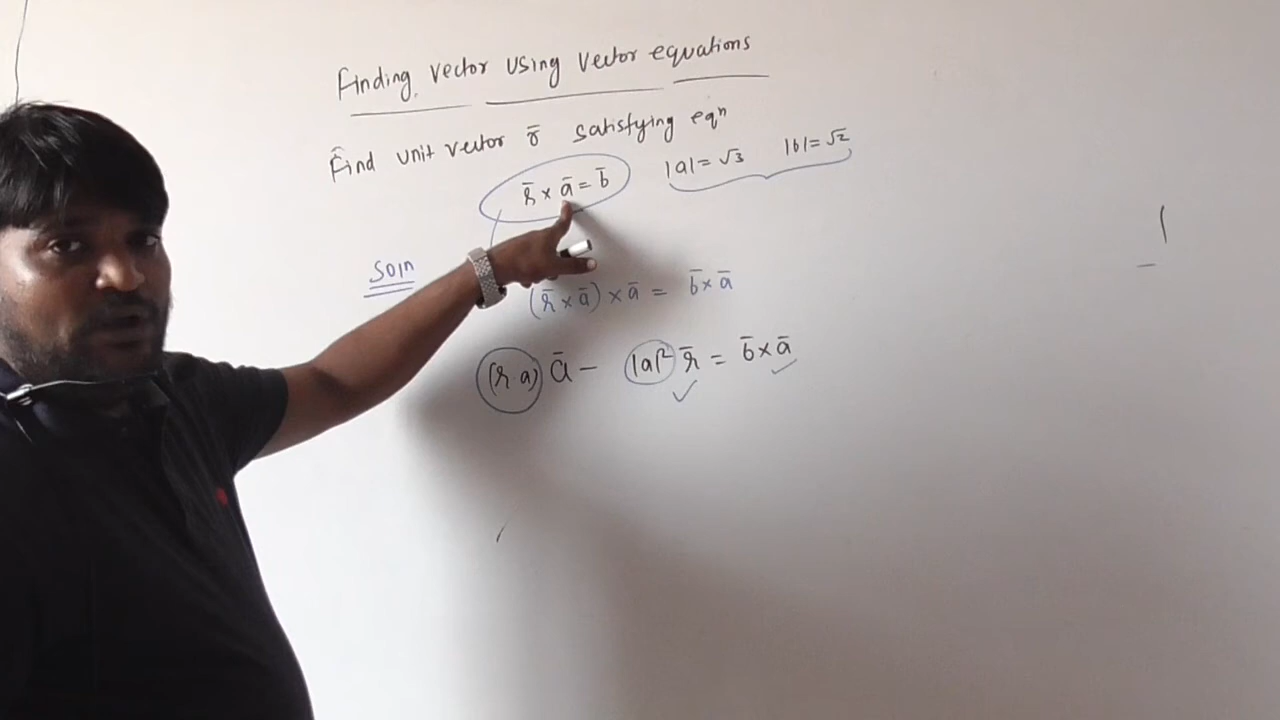 Finding vector using vector equations
Find unit vector r̄ satisfying eqⁿ
r̄ × ā = b̄ |a| = √3 |b| = √2
Soln
(r̄ × ā) × ā = b̄ × ā
(r a) ā − |a|² r̄ = b̄ × ā